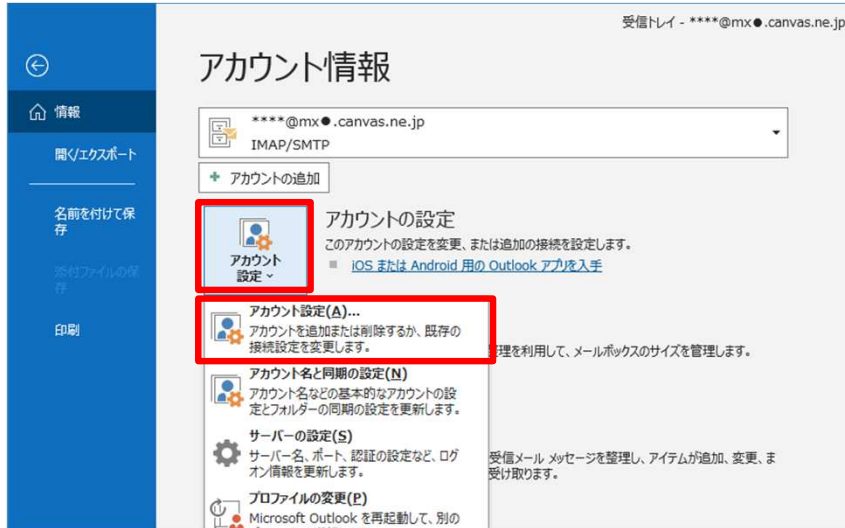 受信トレイ - ****@mx●.canvas.ne.jp
アカウント情報
情報
開く/エクスポート
名前を付けて保
存
添付ファイルの保
存
印刷
****@mx●.canvas.ne.jp
IMAP/SMTP
アカウントの追加
アカウント
設定
アカウントの設定
このアカウントの設定を変更、または追加の接続を設定します。
iOS または Android 用の Outlook アプリを入手
アカウント設定(A)...
アカウントを追加または削除するか、既存の
接続設定を変更します。
理を利用して、メールボックスのサイズを管理します。
アカウント名と同期の設定(N)
アカウント名などの基本的なアカウントの設
定とフォルダーの同期の設定を更新します。
サーバーの設定(S)
サーバー名、ポート、認証の設定など、ログ
オン情報を更新します。
受信メール メッセージを整理し、アイテムが追加、変更、ま
受け取ります。
プロファイルの変更(P)
Microsoft Outlook を再起動して、別の